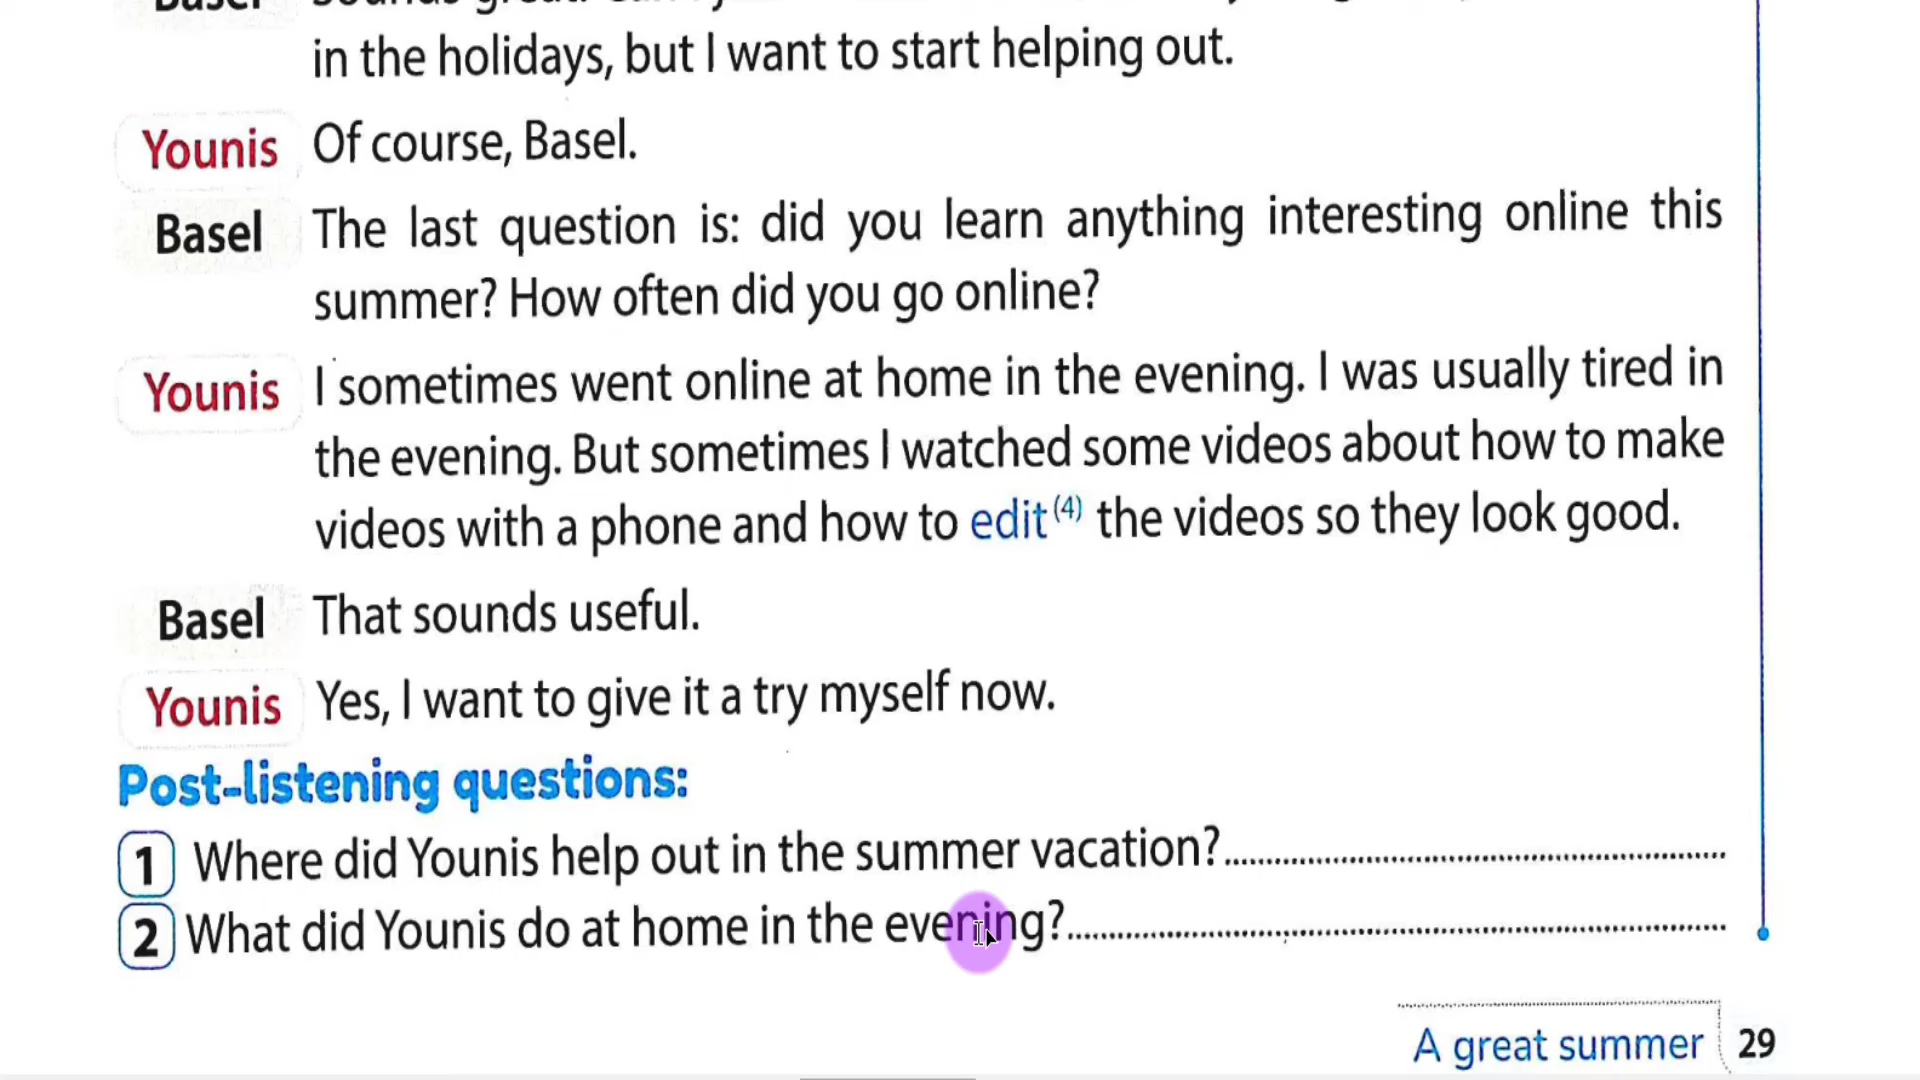 Basel
in the holidays, but I want to start helping out.
Younis Of course, Basel.
Basel The last question is: did you learn anything interesting online this
summer? How often did you go online?
Younis I sometimes went online at home in the evening. I was usually tired in
the evening. But sometimes I watched some videos about how to make
videos with a phone and how to edit(4) the videos so they look good.
Basel That sounds useful.
Younis Yes, I want to give it a try myself now.
Post-listening questions:
1 Where did Younis help out in the summer vacation?
2 What did Younis do at home in the evening?
A great summer 29